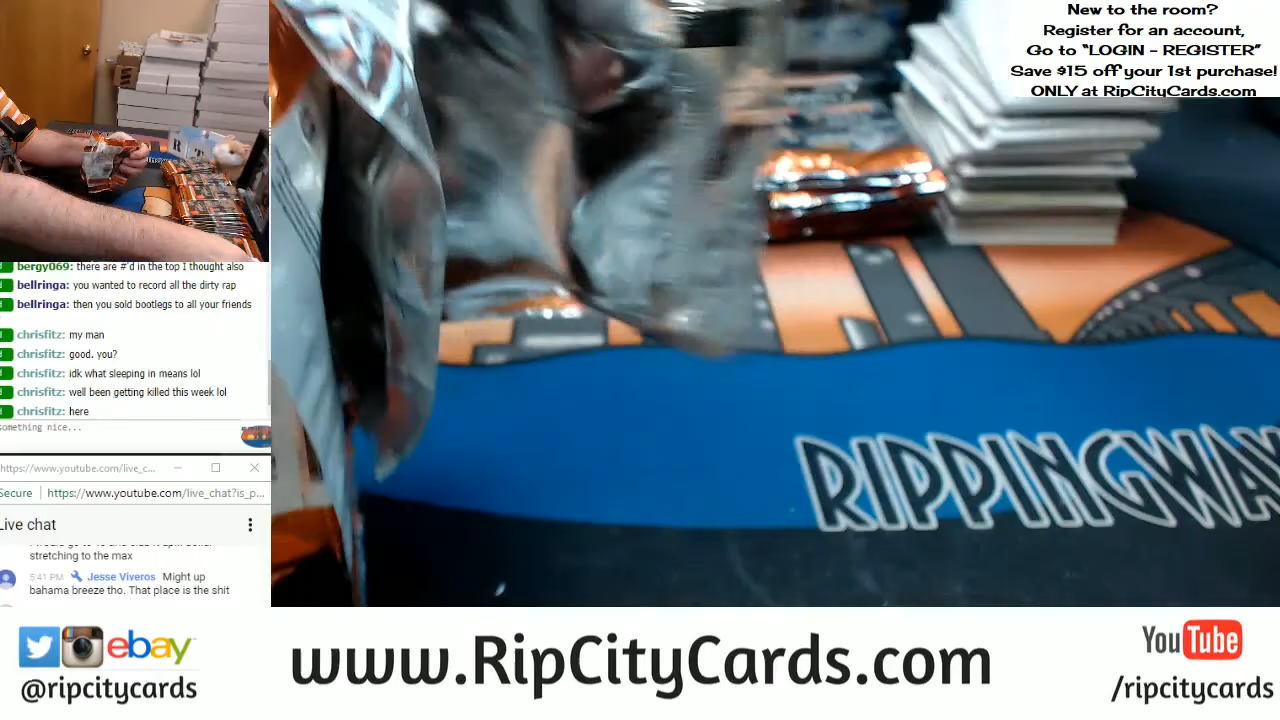 New to the room?
Register for an account,
Go to “LOGIN - REGISTER”
Save $15 off your 1st purchase!
ONLY at RipCityCards.com
bergy069: there are #'d in the top I thought also
bellringa: you wanted to record all the dirty rap
bellringa: then you sold bootlegs to all your friends
chrisfitz: my man
chrisfitz: good. you?
chrisfitz: idk what sleeping in means lol
chrisfitz: well been getting killed this week lol
chrisfitz: here
something nice...
https://www.youtube.com/live_c...
Secure https://www.youtube.com/live_chat?is_p...
Live chat
stretching to the max
5:41 PM Jesse Viveros Might up
bahama breeze tho. That place is the shit
RIPPINGWAX
ebay
@ripcitycards
www.RipCityCards.com
YouTube
/ripcitycards